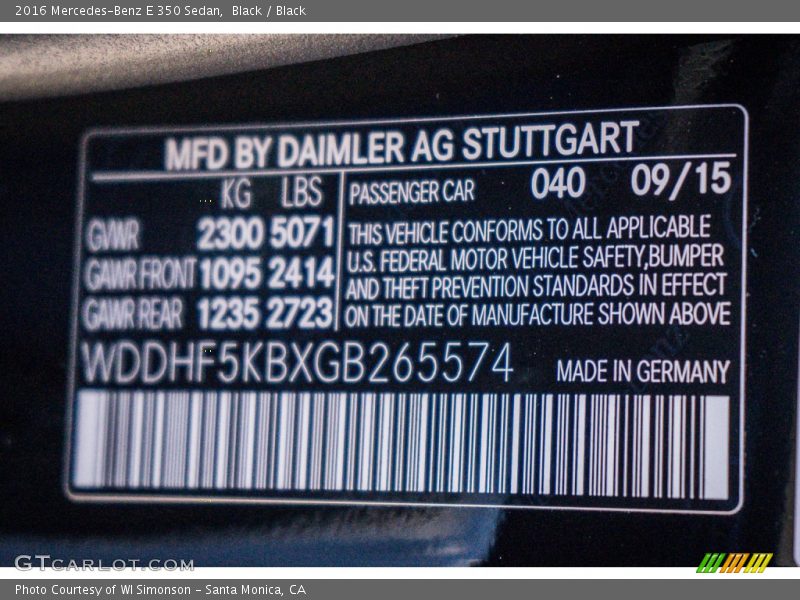 2016 Mercedes-Benz E 350 Sedan, Black / Black
MFD BY DAIMLER AG STUTTGART
KG LBS
GVWR 2300 5071
GAWR FRONT 1095 2414
GAWR REAR 1235 2723
PASSENGER CAR 040 09/15
THIS VEHICLE CONFORMS TO ALL APPLICABLE
U.S. FEDERAL MOTOR VEHICLE SAFETY,BUMPER
AND THEFT PREVENTION STANDARDS IN EFFECT
ON THE DATE OF MANUFACTURE SHOWN ABOVE
WDDHF5KBXGB265574 MADE IN GERMANY
GTCARLOT.COM
Photo Courtesy of WI Simonson - Santa Monica, CA